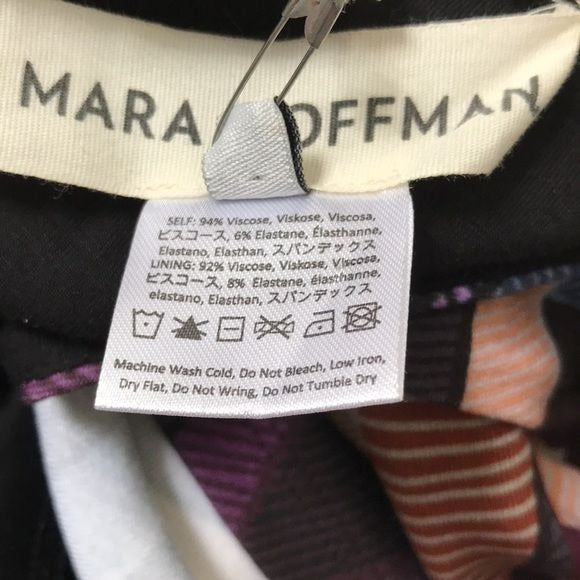 MARA HOFFMAN
SELF: 94% Viscose, Viskose, Viscosa,
ビスコース, 6% Elastane, Élasthanne,
Elastano, Elasthan, スパンデックス
LINING: 92% Viscose, Viskose, Viscosa,
ビスコース, 8% Elastane, élasthanne,
elastano, Elasthan, スパンデックス
Machine Wash Cold, Do Not Bleach, Low Iron,
Dry Flat, Do Not Wring, Do Not Tumble Dry